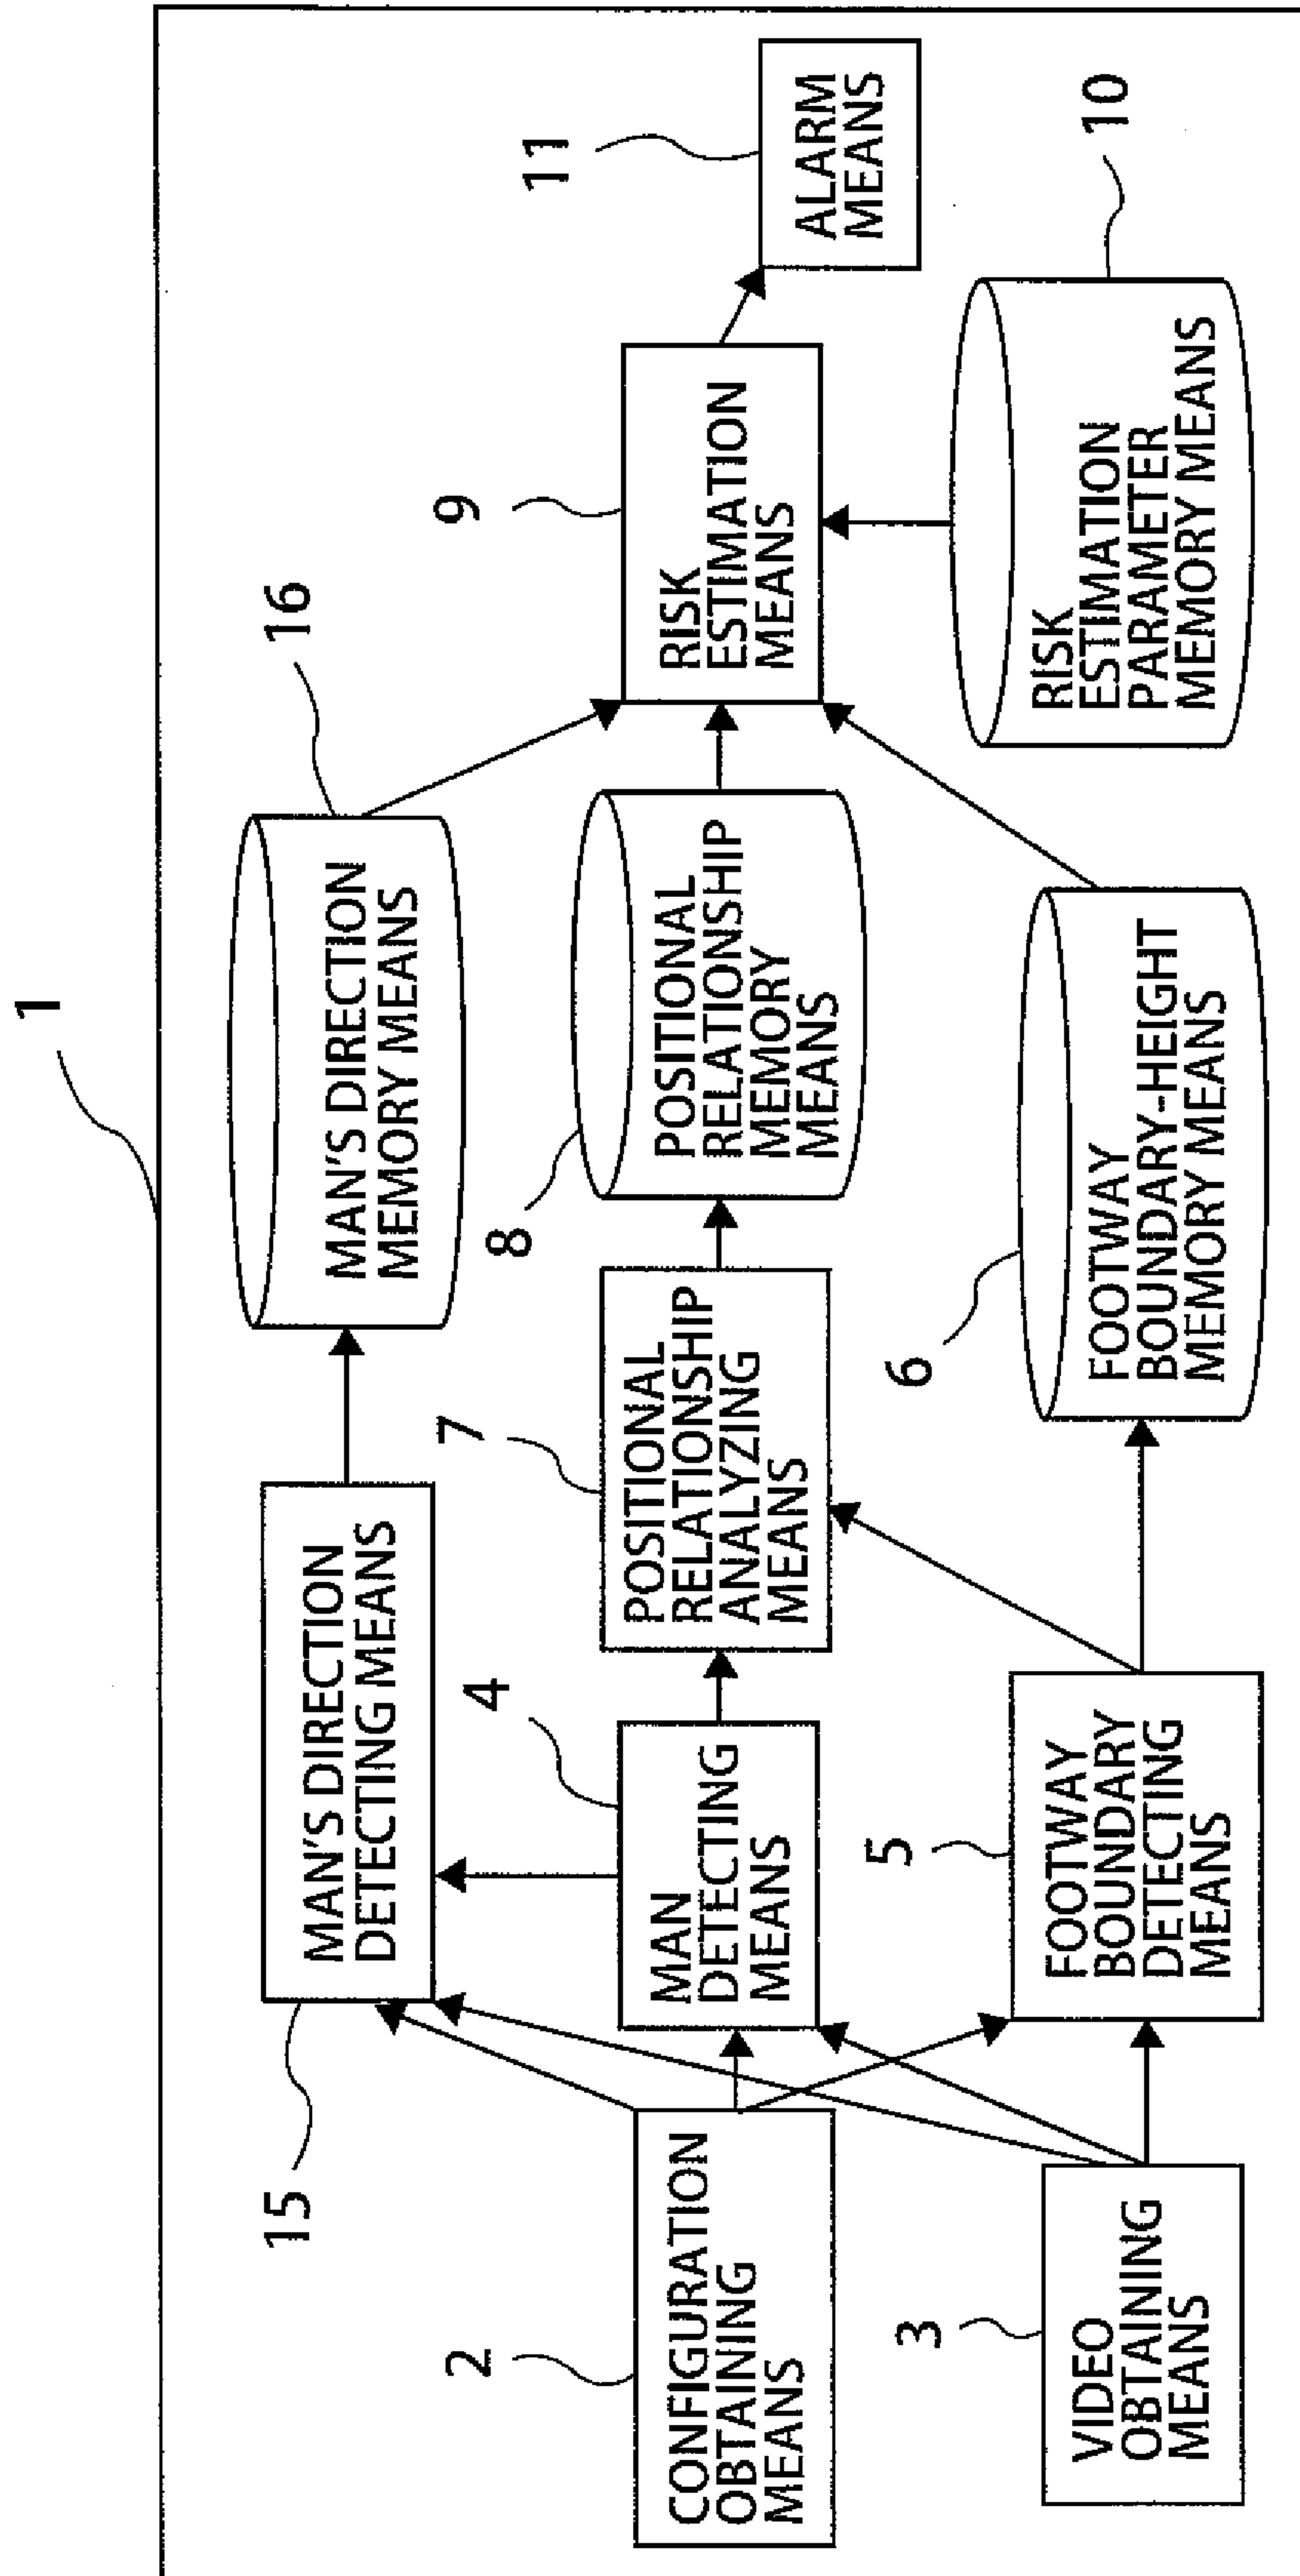 1
15
MAN'S DIRECTION
DETECTING MEANS
16
MAN'S DIRECTION
MEMORY MEANS
2
CONFIGURATION
OBTAINING
MEANS
4
MAN
DETECTING
MEANS
7
POSITIONAL
RELATIONSHIP
ANALYZING
MEANS
8
POSITIONAL
RELATIONSHIP
MEMORY
MEANS
9
RISK
ESTIMATION
MEANS
11
ALARM
MEANS
3
VIDEO
OBTAINING
MEANS
5
FOOTWAY
BOUNDARY
DETECTING
MEANS
6
FOOTWAY
BOUNDARY-HEIGHT
MEMORY MEANS
10
RISK
ESTIMATION
PARAMETER
MEMORY MEANS